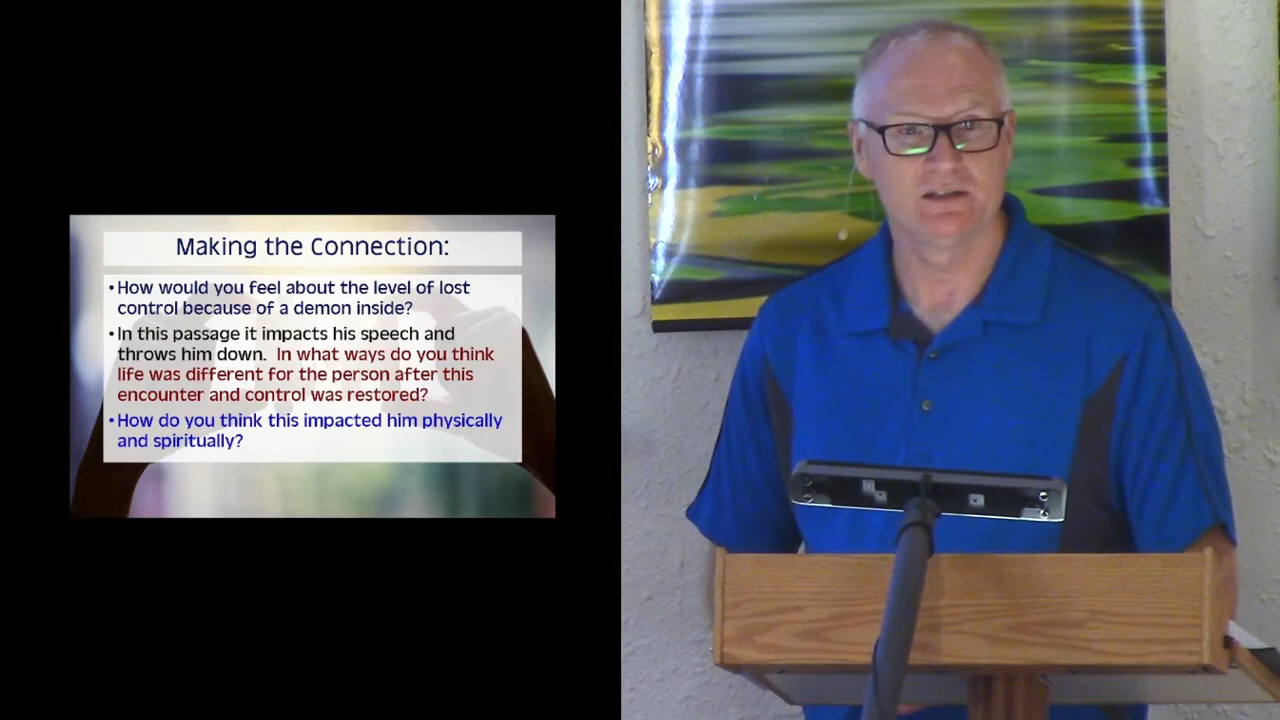 Making the Connection:
•How would you feel about the level of lost
control because of a demon inside?
•In this passage it impacts his speech and
throws him down.  In what ways do you think
life was different for the person after this
encounter and control was restored?
•How do you think this impacted him physically
and spiritually?